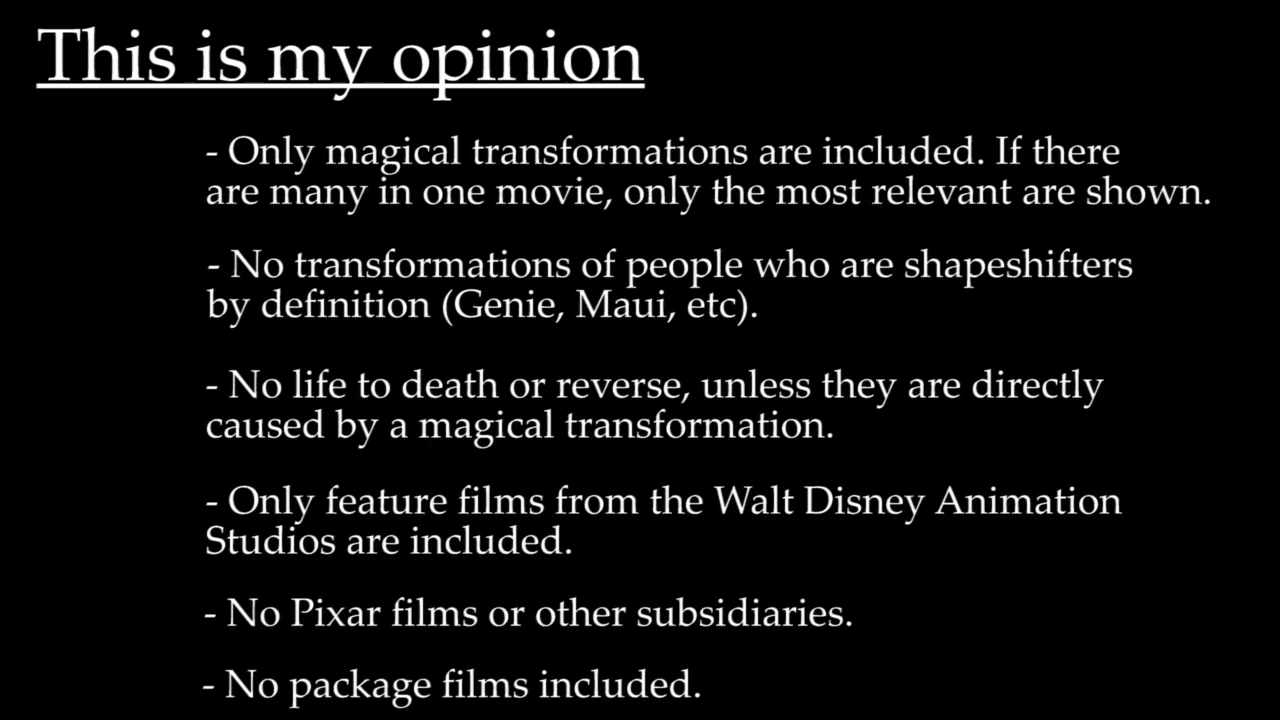 This is my opinion
- Only magical transformations are included. If there
are many in one movie, only the most relevant are shown.
- No transformations of people who are shapeshifters
by definition (Genie, Maui, etc).
- No life to death or reverse, unless they are directly
caused by a magical transformation.
- Only feature films from the Walt Disney Animation
Studios are included.
- No Pixar films or other subsidiaries.
- No package films included.